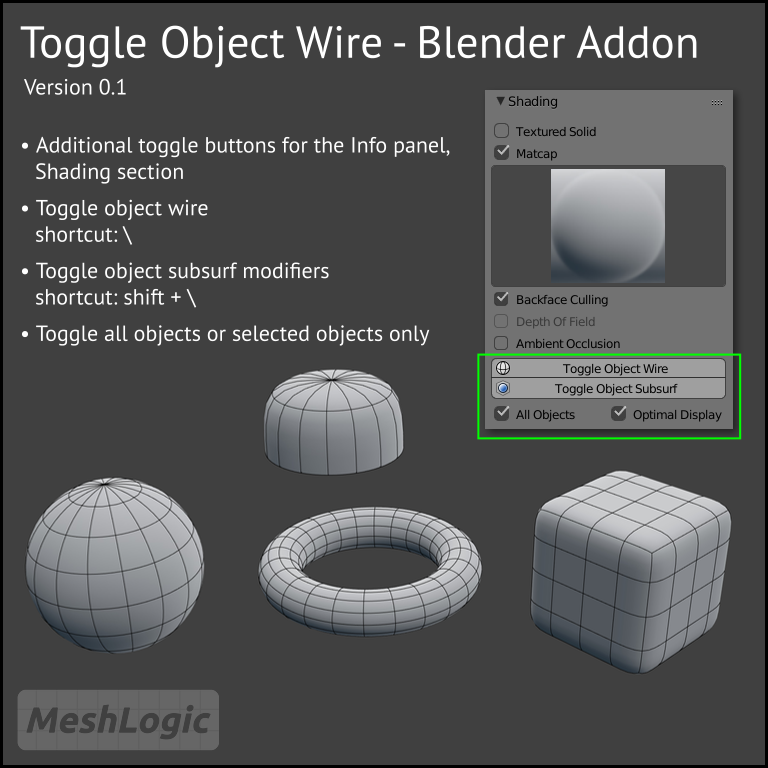 Toggle Object Wire - Blender Addon
Version 0.1
• Additional toggle buttons for the Info panel,
Shading section
• Toggle object wire
shortcut: \
• Toggle object subsurf modifiers
shortcut: shift + \
• Toggle all objects or selected objects only
Shading
Textured Solid
Matcap
Backface Culling
Depth Of Field
Ambient Occlusion
Toggle Object Wire
Toggle Object Subsurf
All Objects Optimal Display
MeshLogic